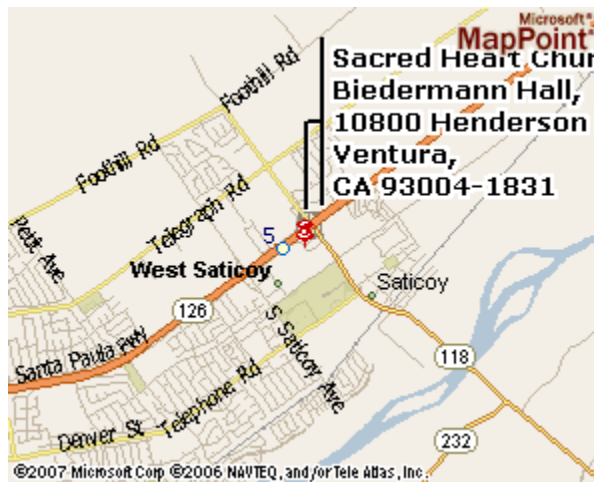 Microsoft®
MapPoint®
Sacred Heart Chur
Biedermann Hall,
10800 Henderson
Ventura,
CA 93004-1831
Foothill Rd
Foothill Rd
Telegraph Rd
Petit Ave
5
West Saticoy
Saticoy
126
Santa Paula Fwy
S Saticoy Ave
118
Telephone Rd
Denver St
232
©2007 Microsoft Corp ©2006 NAVTEQ, and/or Tele Atlas, Inc.